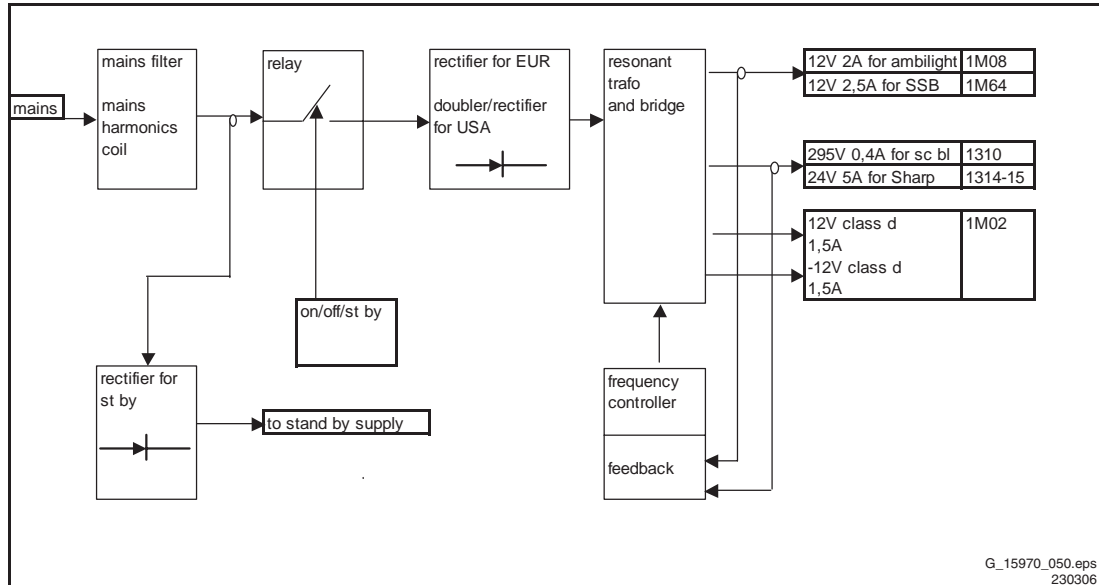 mains
mains filter
mains
harmonics
coil
relay
rectifier for EUR
doubler/rectifier
for USA
resonant
trafo
and bridge
12V 2A for ambilight 1M08
12V 2,5A for SSB 1M64
295V 0,4A for sc bl 1310
24V 5A for Sharp 1314-15
12V class d 1M02
1,5A
-12V class d
1,5A
on/off/st by
rectifier for
st by
to stand by supply
frequency
controller
feedback
G_15970_050.eps
230306